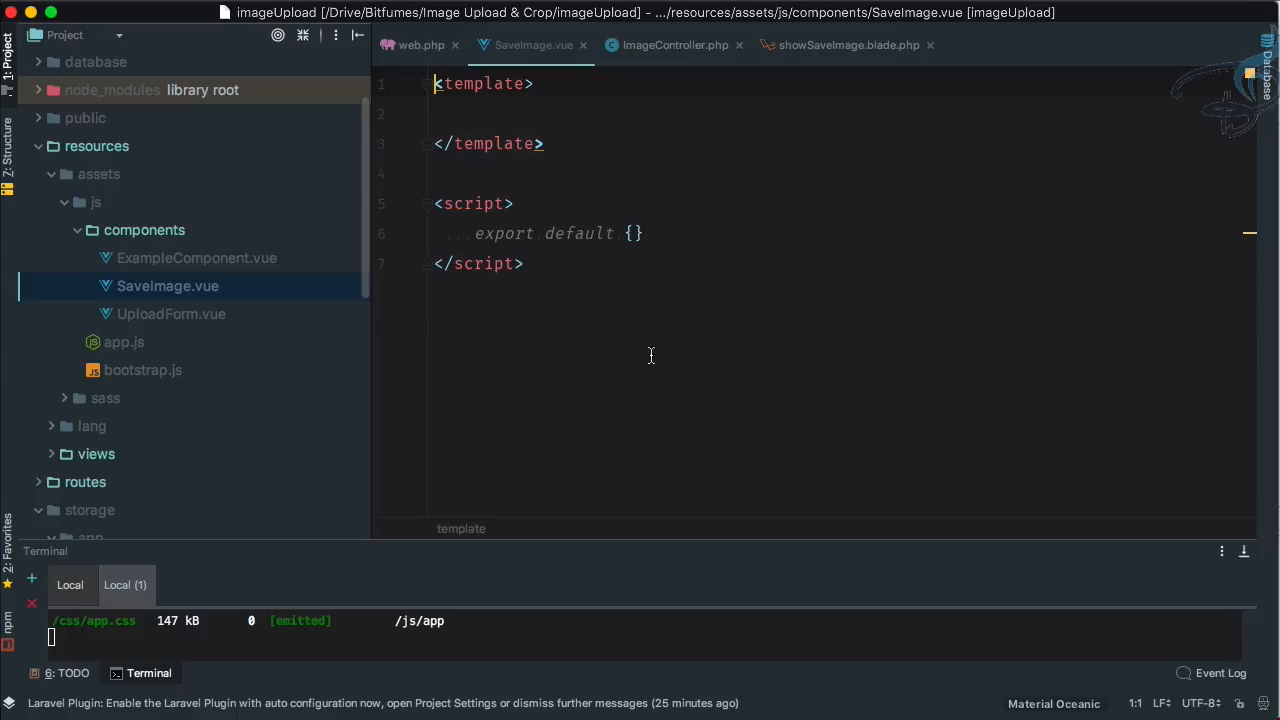 imageUpload [/Drive/Bitfumes/Image Upload & Crop/imageUpload] - .../resources/assets/js/components/SaveImage.vue [imageUpload]
1: Project
Z: Structure
2: Favorites
npm
Project
database
node_modules library root
public
resources
assets
js
components
ExampleComponent.vue
SaveImage.vue
UploadForm.vue
app.js
bootstrap.js
sass
lang
views
routes
storage
app
web.php
SaveImage.vue
ImageController.php
showSaveImage.blade.php
1 <template>
2
3 </template>
4
5 <script>
6 export default {}
7 </script>
template
Database
Terminal
Local
Local (1)
/css/app.css 147 kB 0 [emitted] /js/app
6: TODO
Terminal
Event Log
Laravel Plugin: Enable the Laravel Plugin with auto configuration now, open Project Settings or dismiss further messages (25 minutes ago)
Material Oceanic
1:1
LF
UTF-8